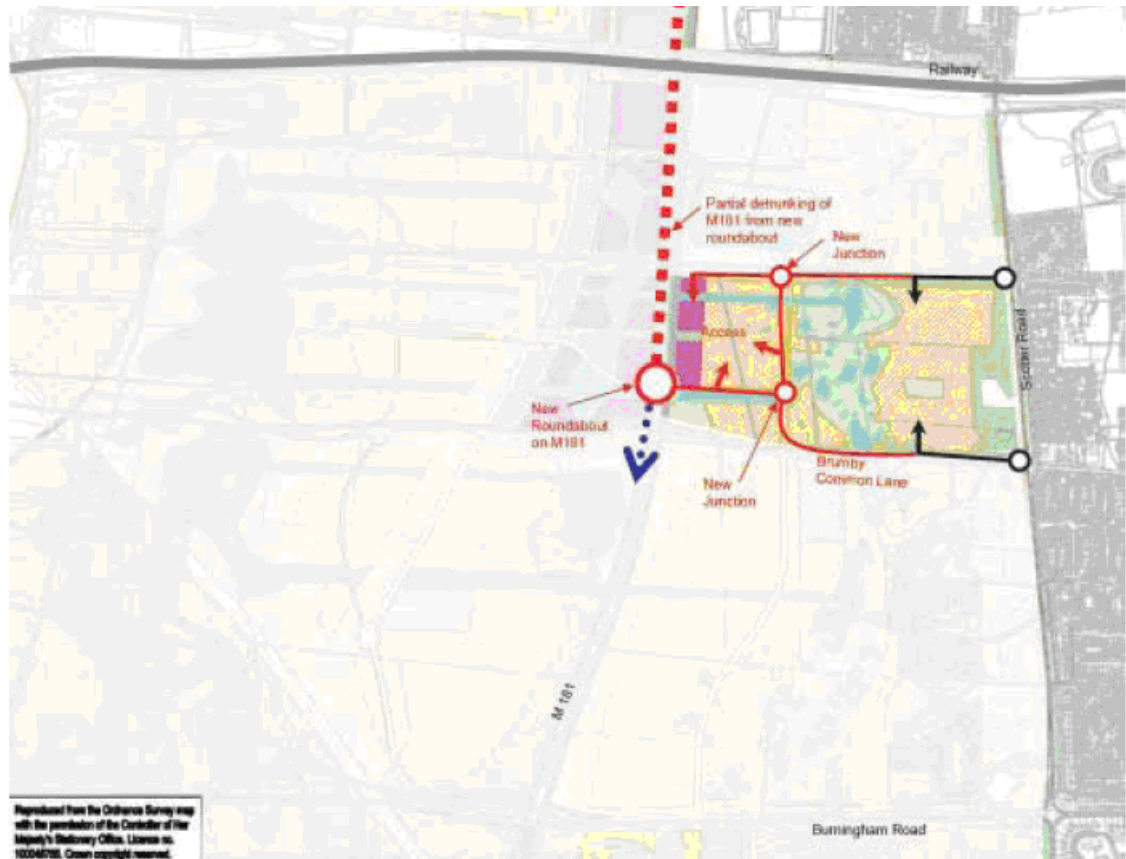 Railway
Partial detrunking of
M181 from new
roundabout
New
Junction
Access
Scotter Road
New
Roundabout
on M181
New
Junction
Brumby
Common Lane
M 181
Burningham Road
Reproduced from the Ordnance Survey map
with the permission of the Controller of Her
Majesty's Stationery Office. Licence no.
Crown copyright reserved.